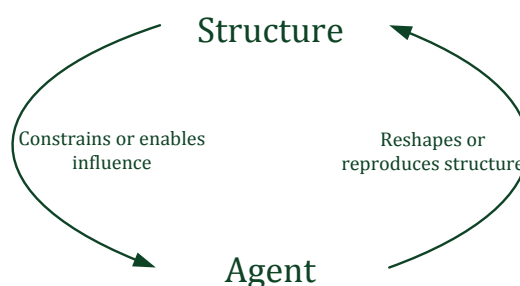 Structure
Constrains or enables
influence
Reshapes or
reproduces structure
Agent